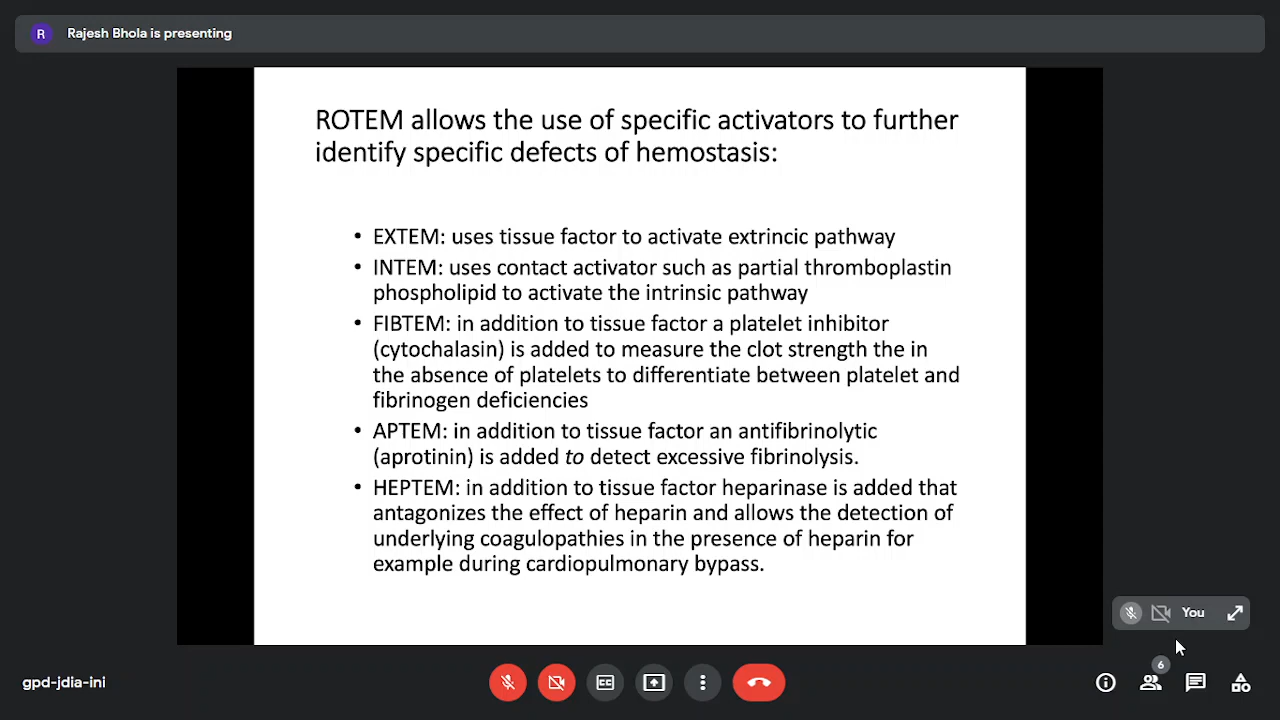 R Rajesh Bhola is presenting
ROTEM allows the use of specific activators to further
identify specific defects of hemostasis:
• EXTEM: uses tissue factor to activate extrincic pathway
• INTEM: uses contact activator such as partial thromboplastin
phospholipid to activate the intrinsic pathway
• FIBTEM: in addition to tissue factor a platelet inhibitor
(cytochalasin) is added to measure the clot strength the in
the absence of platelets to differentiate between platelet and
fibrinogen deficiencies
• APTEM: in addition to tissue factor an antifibrinolytic
(aprotinin) is added to detect excessive fibrinolysis.
• HEPTEM: in addition to tissue factor heparinase is added that
antagonizes the effect of heparin and allows the detection of
underlying coagulopathies in the presence of heparin for
example during cardiopulmonary bypass.
You
6
gpd-jdia-ini
CC